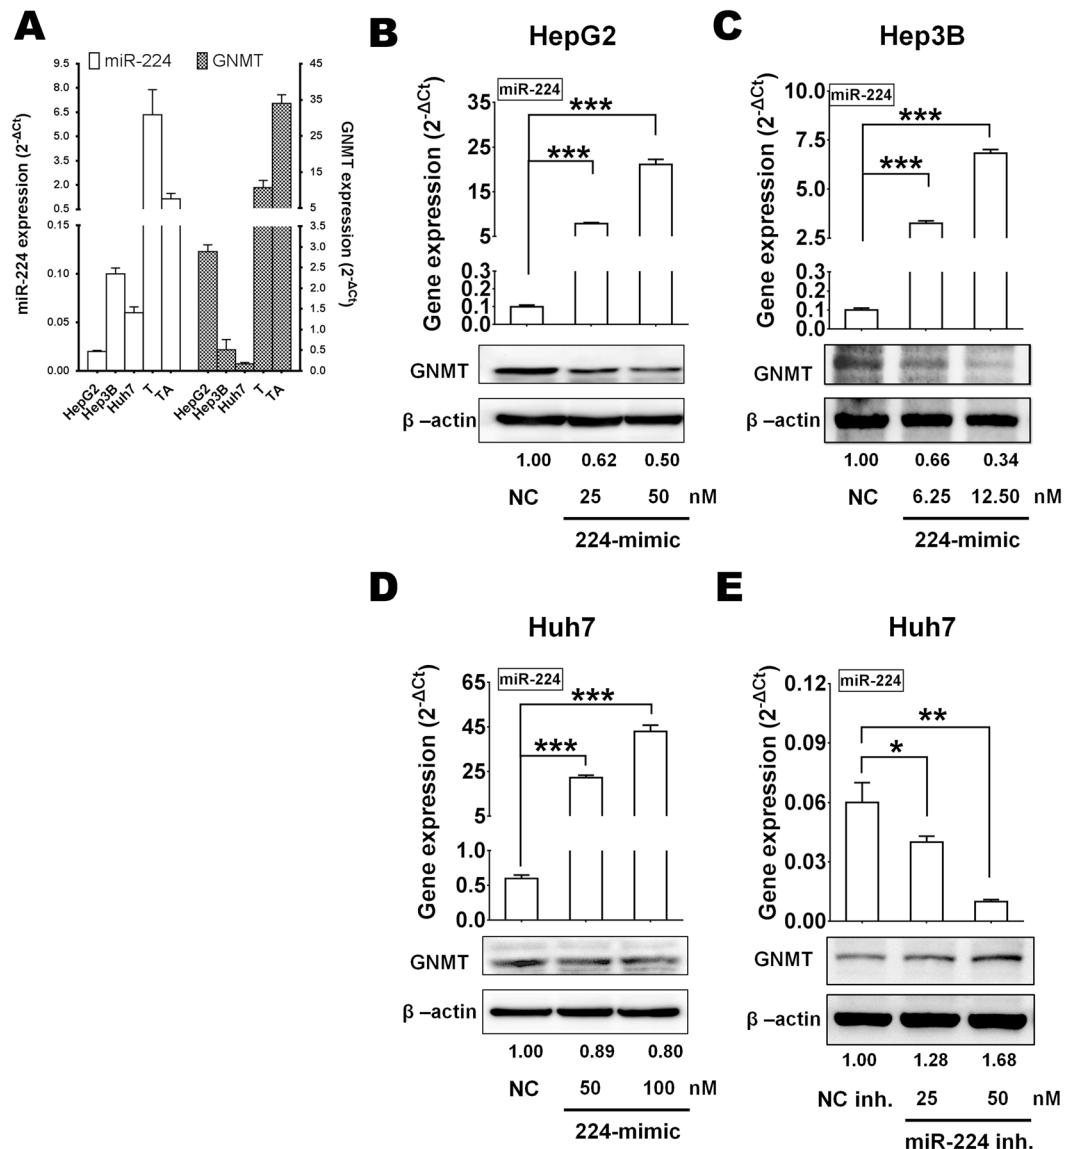 A
miR-224 GNMT
miR-224 expression (2-ΔCt)
9.5
8.0
6.5
5.0
3.5
2.0
0.5
0.15
0.10
0.05
0.00
45
35
25
15
5
3.5
3.0
2.5
2.0
1.5
1.0
0.5
0.0
GNMT expression (2-ΔCt)
HepG2 Hep3B Huh7 T TA HepG2 Hep3B Huh7 T TA
B
HepG2
miR-224
Gene expression (2-ΔCt)
35
25
15
5
0.3
0.2
0.1
0.0
***
***
GNMT
β –actin
1.00 0.62 0.50
NC 25 50 nM
224-mimic
C
Hep3B
miR-224
Gene expression (2-ΔCt)
10.0
7.5
5.0
2.5
0.3
0.2
0.1
0.0
***
***
GNMT
β –actin
1.00 0.66 0.34
NC 6.25 12.50 nM
224-mimic
D
Huh7
miR-224
Gene expression (2-ΔCt)
65
45
25
5
1.0
0.5
0.0
***
***
GNMT
β –actin
1.00 0.89 0.80
NC 50 100 nM
224-mimic
E
Huh7
miR-224
Gene expression (2-ΔCt)
0.12
0.09
0.06
0.03
0.00
**
*
GNMT
β –actin
1.00 1.28 1.68
NC inh. 25 50 nM
miR-224 inh.